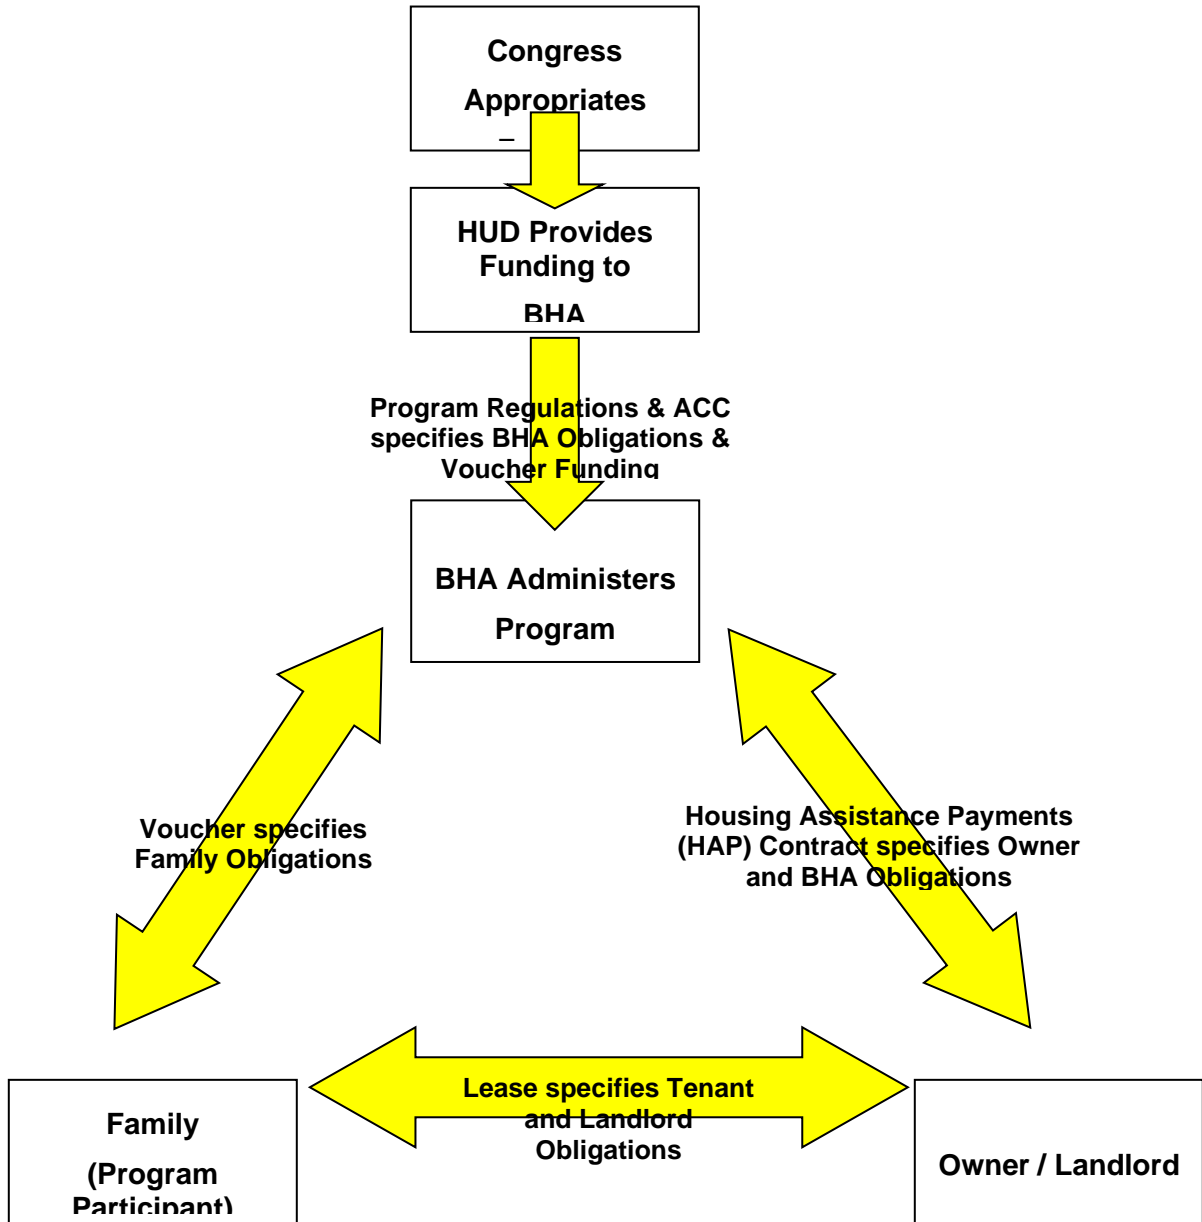 Congress
Appropriates
HUD Provides
Funding to
BHA
Program Regulations & ACC
specifies BHA Obligations &
Voucher Funding
BHA Administers
Program
Voucher specifies
Family Obligations
Housing Assistance Payments
(HAP) Contract specifies Owner
and BHA Obligations
Lease specifies Tenant
and Landlord
Obligations
Family
(Program
Participant)
Owner / Landlord